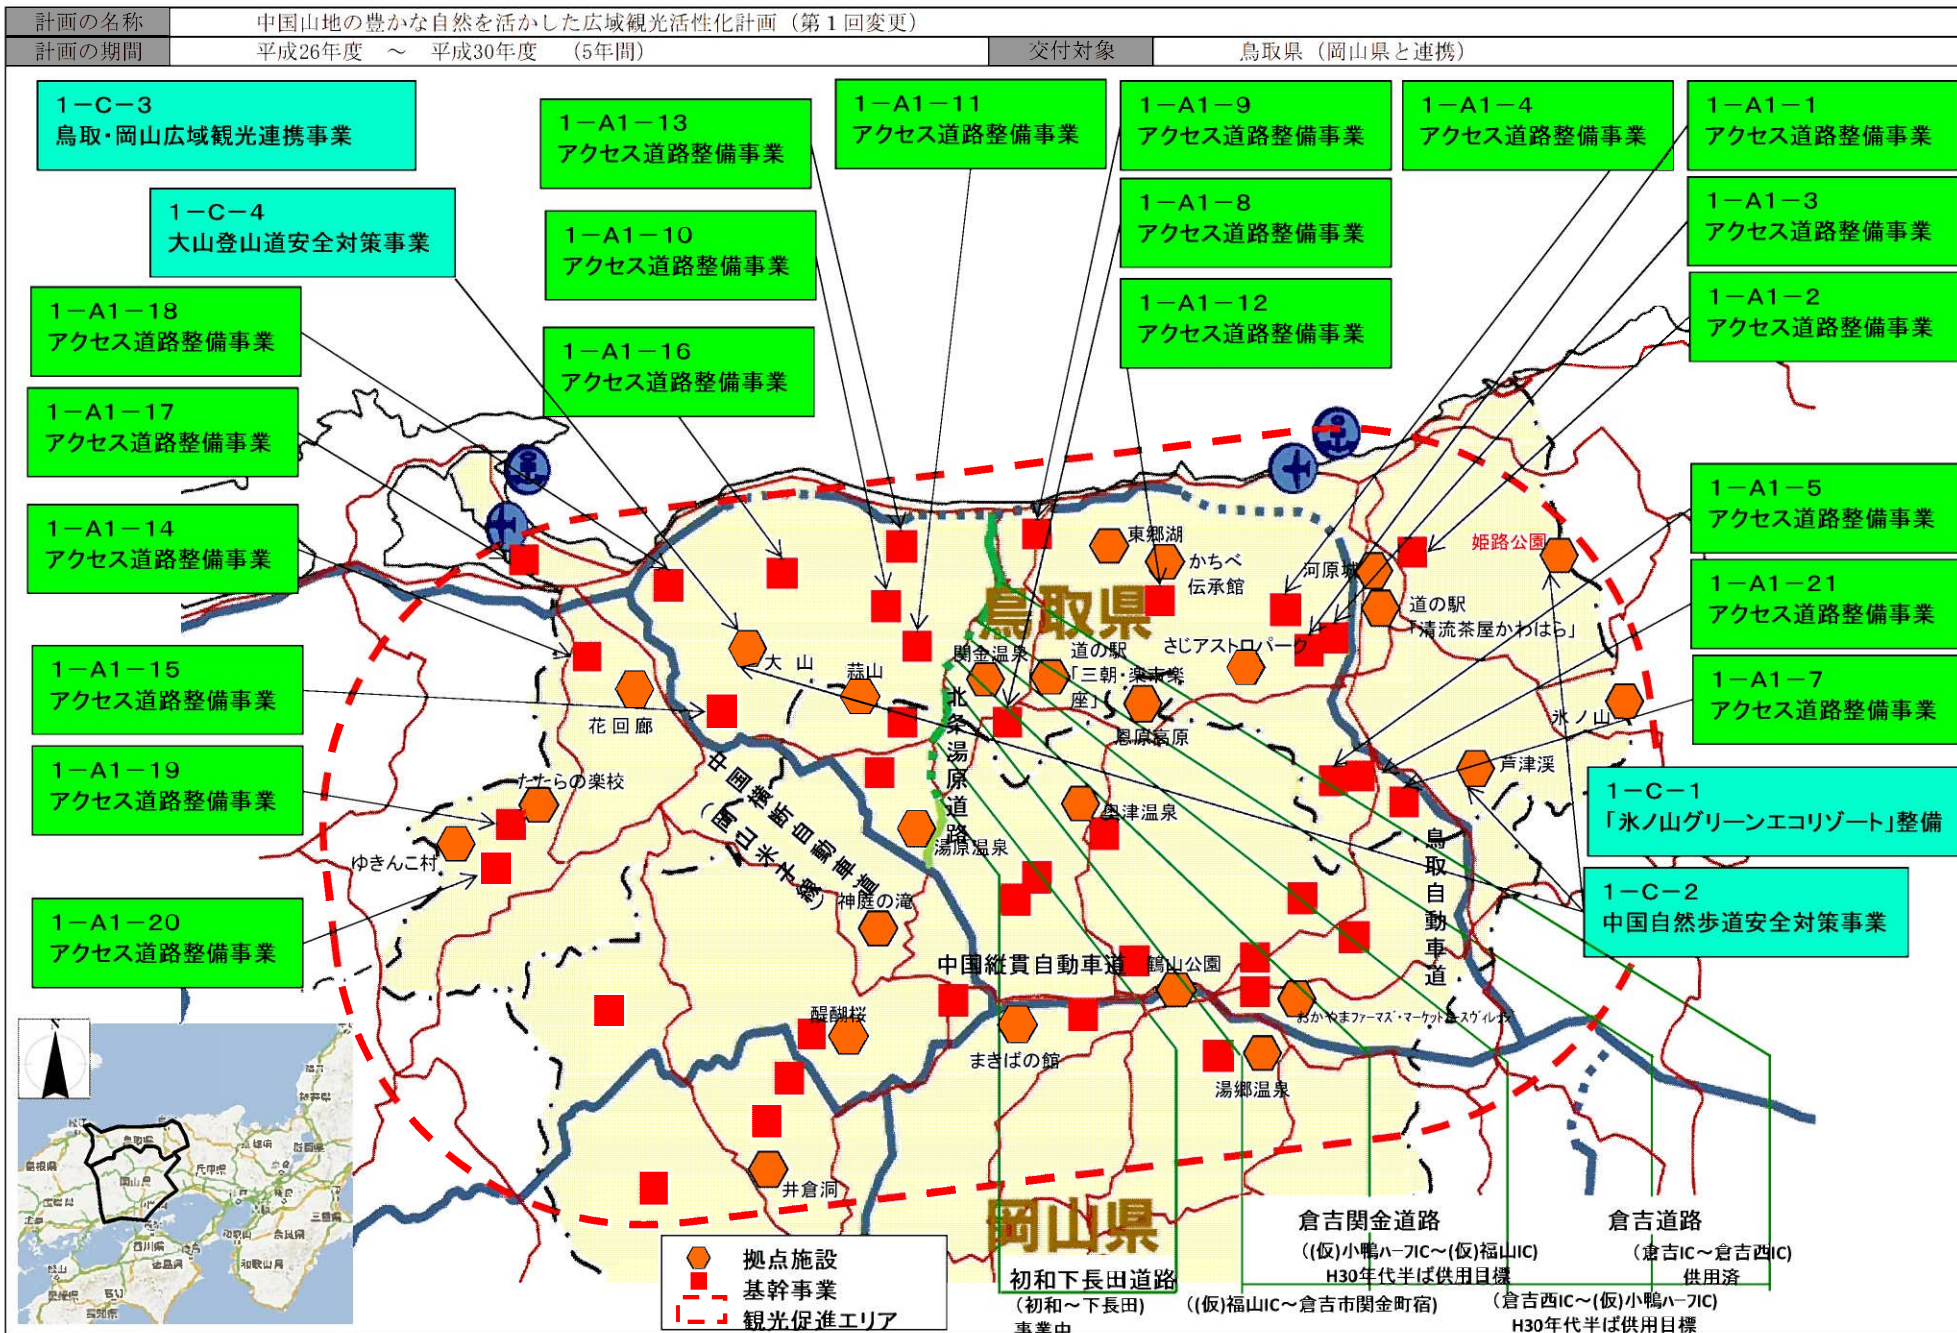 計画の名称 中国山地の豊かな自然を活かした広域観光活性化計画（第１回変更）
計画の期間 平成26年度 ～ 平成30年度 （5年間） 交付対象 鳥取県（岡山県と連携）
1－C－3
鳥取・岡山広域観光連携事業
1－C－4
大山登山道安全対策事業
1－A1－13
アクセス道路整備事業
1－A1－10
アクセス道路整備事業
1－A1－16
アクセス道路整備事業
1－A1－11
アクセス道路整備事業
1－A1－9
アクセス道路整備事業
1－A1－8
アクセス道路整備事業
1－A1－12
アクセス道路整備事業
1－A1－4
アクセス道路整備事業
1－A1－1
アクセス道路整備事業
1－A1－3
アクセス道路整備事業
1－A1－2
アクセス道路整備事業
1－A1－18
アクセス道路整備事業
1－A1－17
アクセス道路整備事業
1－A1－14
アクセス道路整備事業
1－A1－15
アクセス道路整備事業
1－A1－19
アクセス道路整備事業
1－A1－20
アクセス道路整備事業
1－A1－5
アクセス道路整備事業
1－A1－21
アクセス道路整備事業
1－A1－7
アクセス道路整備事業
1－C－1
「氷ノ山グリーンエコリゾート」整備
1－C－2
中国自然歩道安全対策事業
東郷湖
かちべ
伝承館
姫路公園
河原城
道の駅
「清流茶屋かわはら」
鳥取県
さじアストロパーク
関金温泉
道の駅
「三朝・楽市楽
座」
大 山
蒜山
花回廊
恩原高原
氷ノ山
芦津渓
たたらの楽校
ゆきんこ村
北条湯原道路
中国横断自動車道
（岡山米子線）
湯原温泉
奥津温泉
鳥取自動車道
神庭の滝
中国縦貫自動車道
鶴山公園
醍醐桜
まきばの館
湯郷温泉
井倉洞
岡山県
初和下長田道路
（初和～下長田）
事業中
倉吉関金道路
（(仮)小鴨ハーフIC～(仮)福山IC）
H30年代半ば供用目標
（(仮)福山IC～倉吉市関金町宿）
倉吉道路
（倉吉IC～倉吉西IC）
供用済
（倉吉西IC～(仮)小鴨ハーフIC）
H30年代半ば供用目標
拠点施設
基幹事業
観光促進エリア
N